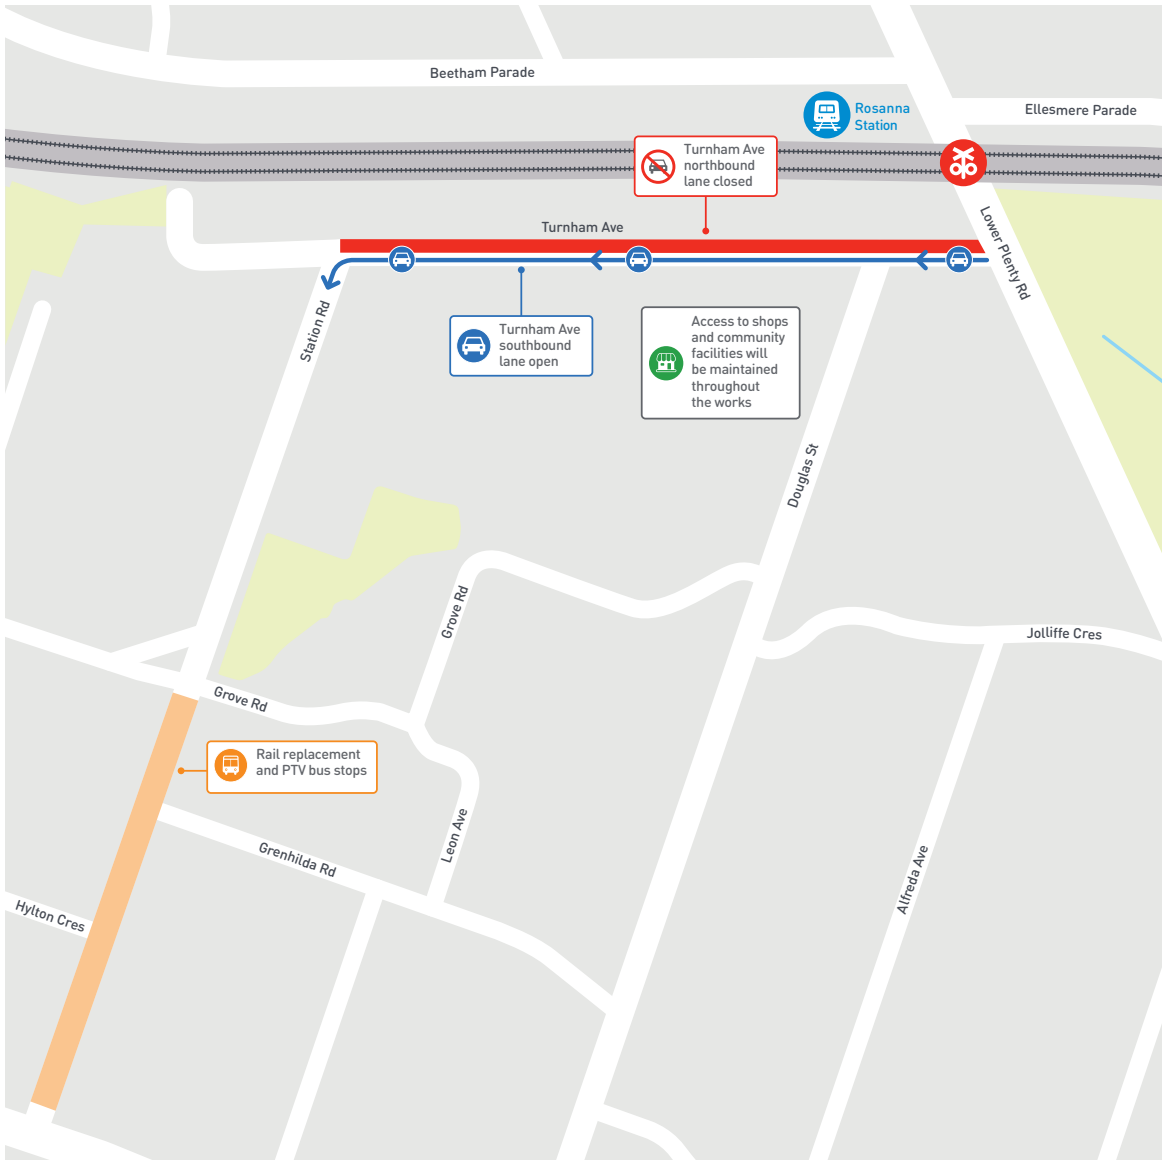 Beetham Parade
Rosanna
Station
Ellesmere Parade
Turnham Ave
northbound
lane closed
Turnham Ave
Lower Plenty Rd
Station Rd
Turnham Ave
southbound
lane open
Access to shops
and community
facilities will
be maintained
throughout
the works
Douglas St
Grove Rd
Jolliffe Cres
Grove Rd
Rail replacement
and PTV bus stops
Leon Ave
Grenhilda Rd
Alfreda Ave
Hylton Cres